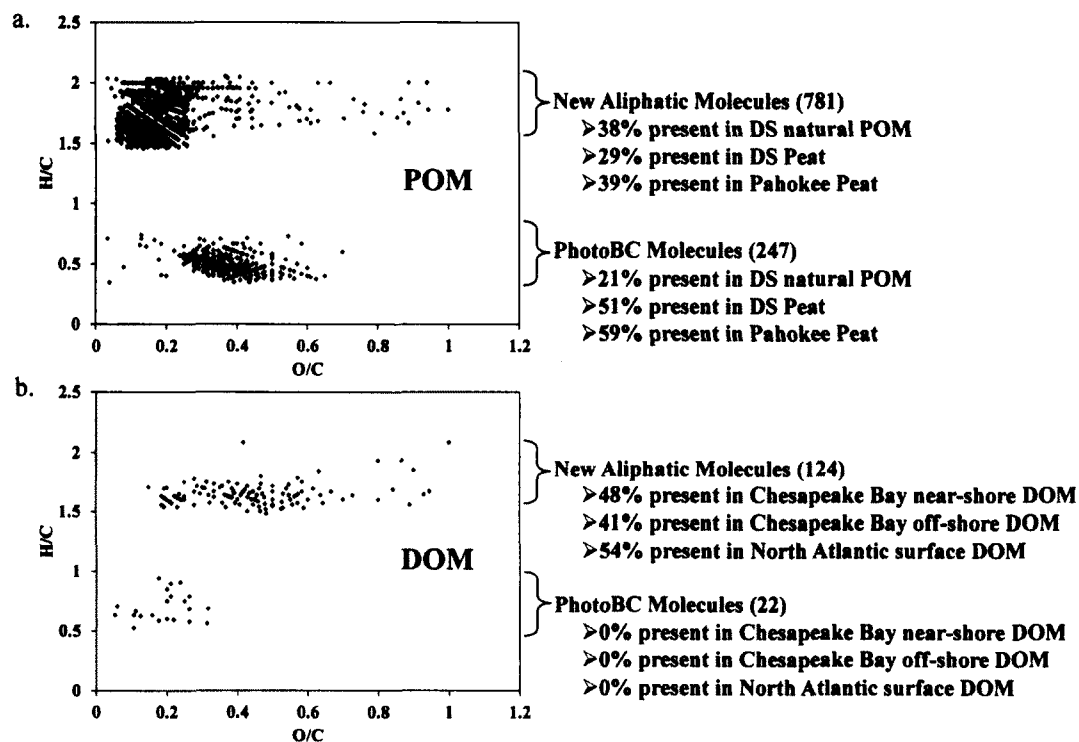 a.
2.5
2
1.5
1
0.5
0
H/C
0 0.2 0.4 0.6 0.8 1 1.2
O/C
POM
New Aliphatic Molecules (781)
➢38% present in DS natural POM
➢29% present in DS Peat
➢39% present in Pahokee Peat
PhotoBC Molecules (247)
➢21% present in DS natural POM
➢51% present in DS Peat
➢59% present in Pahokee Peat
b.
2.5
2
1.5
1
0.5
0
H/C
0 0.2 0.4 0.6 0.8 1 1.2
O/C
DOM
New Aliphatic Molecules (124)
➢48% present in Chesapeake Bay near-shore DOM
➢41% present in Chesapeake Bay off-shore DOM
➢54% present in North Atlantic surface DOM
PhotoBC Molecules (22)
➢0% present in Chesapeake Bay near-shore DOM
➢0% present in Chesapeake Bay off-shore DOM
➢0% present in North Atlantic surface DOM